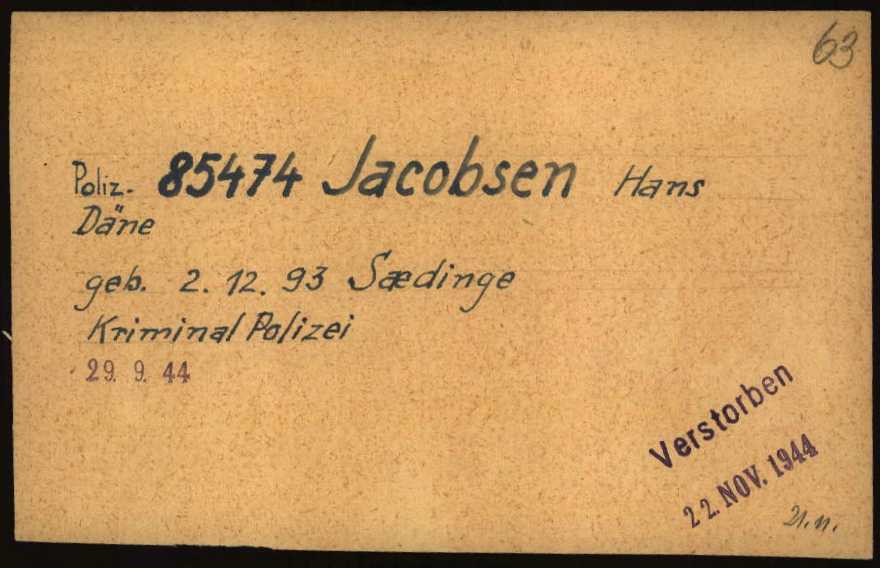 63
Poliz. 85474 Jacobsen Hans
Däne
geb. 2. 12. 93 Sædinge
Kriminal Polizei
29. 9. 44
Verstorben
22. NOV. 1944
21.11.